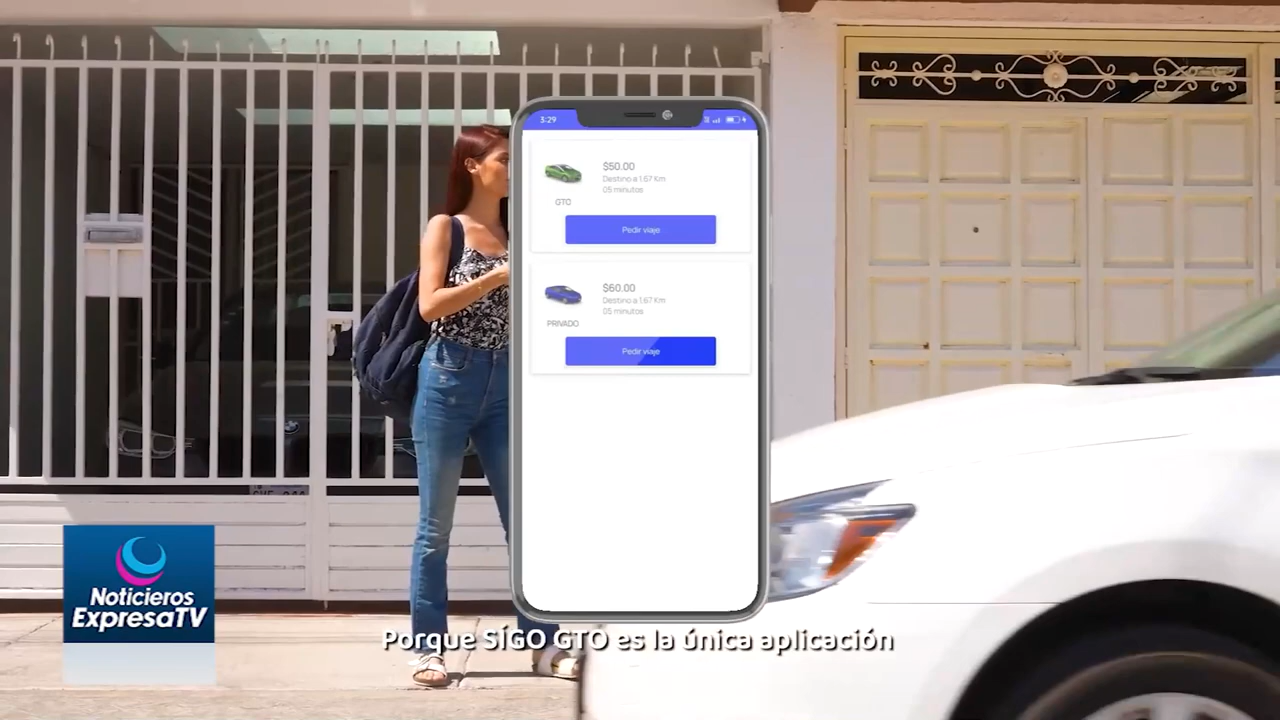 3:29
$50.00
Destino a 1.67 Km
05 minutos
GTO
Pedir viaje
$60.00
Destino a 1.67 Km
05 minutos
PRIVADO
Pedir viaje
Noticieros
ExpresaTV
Porque SÍGO GTO es la única aplicación